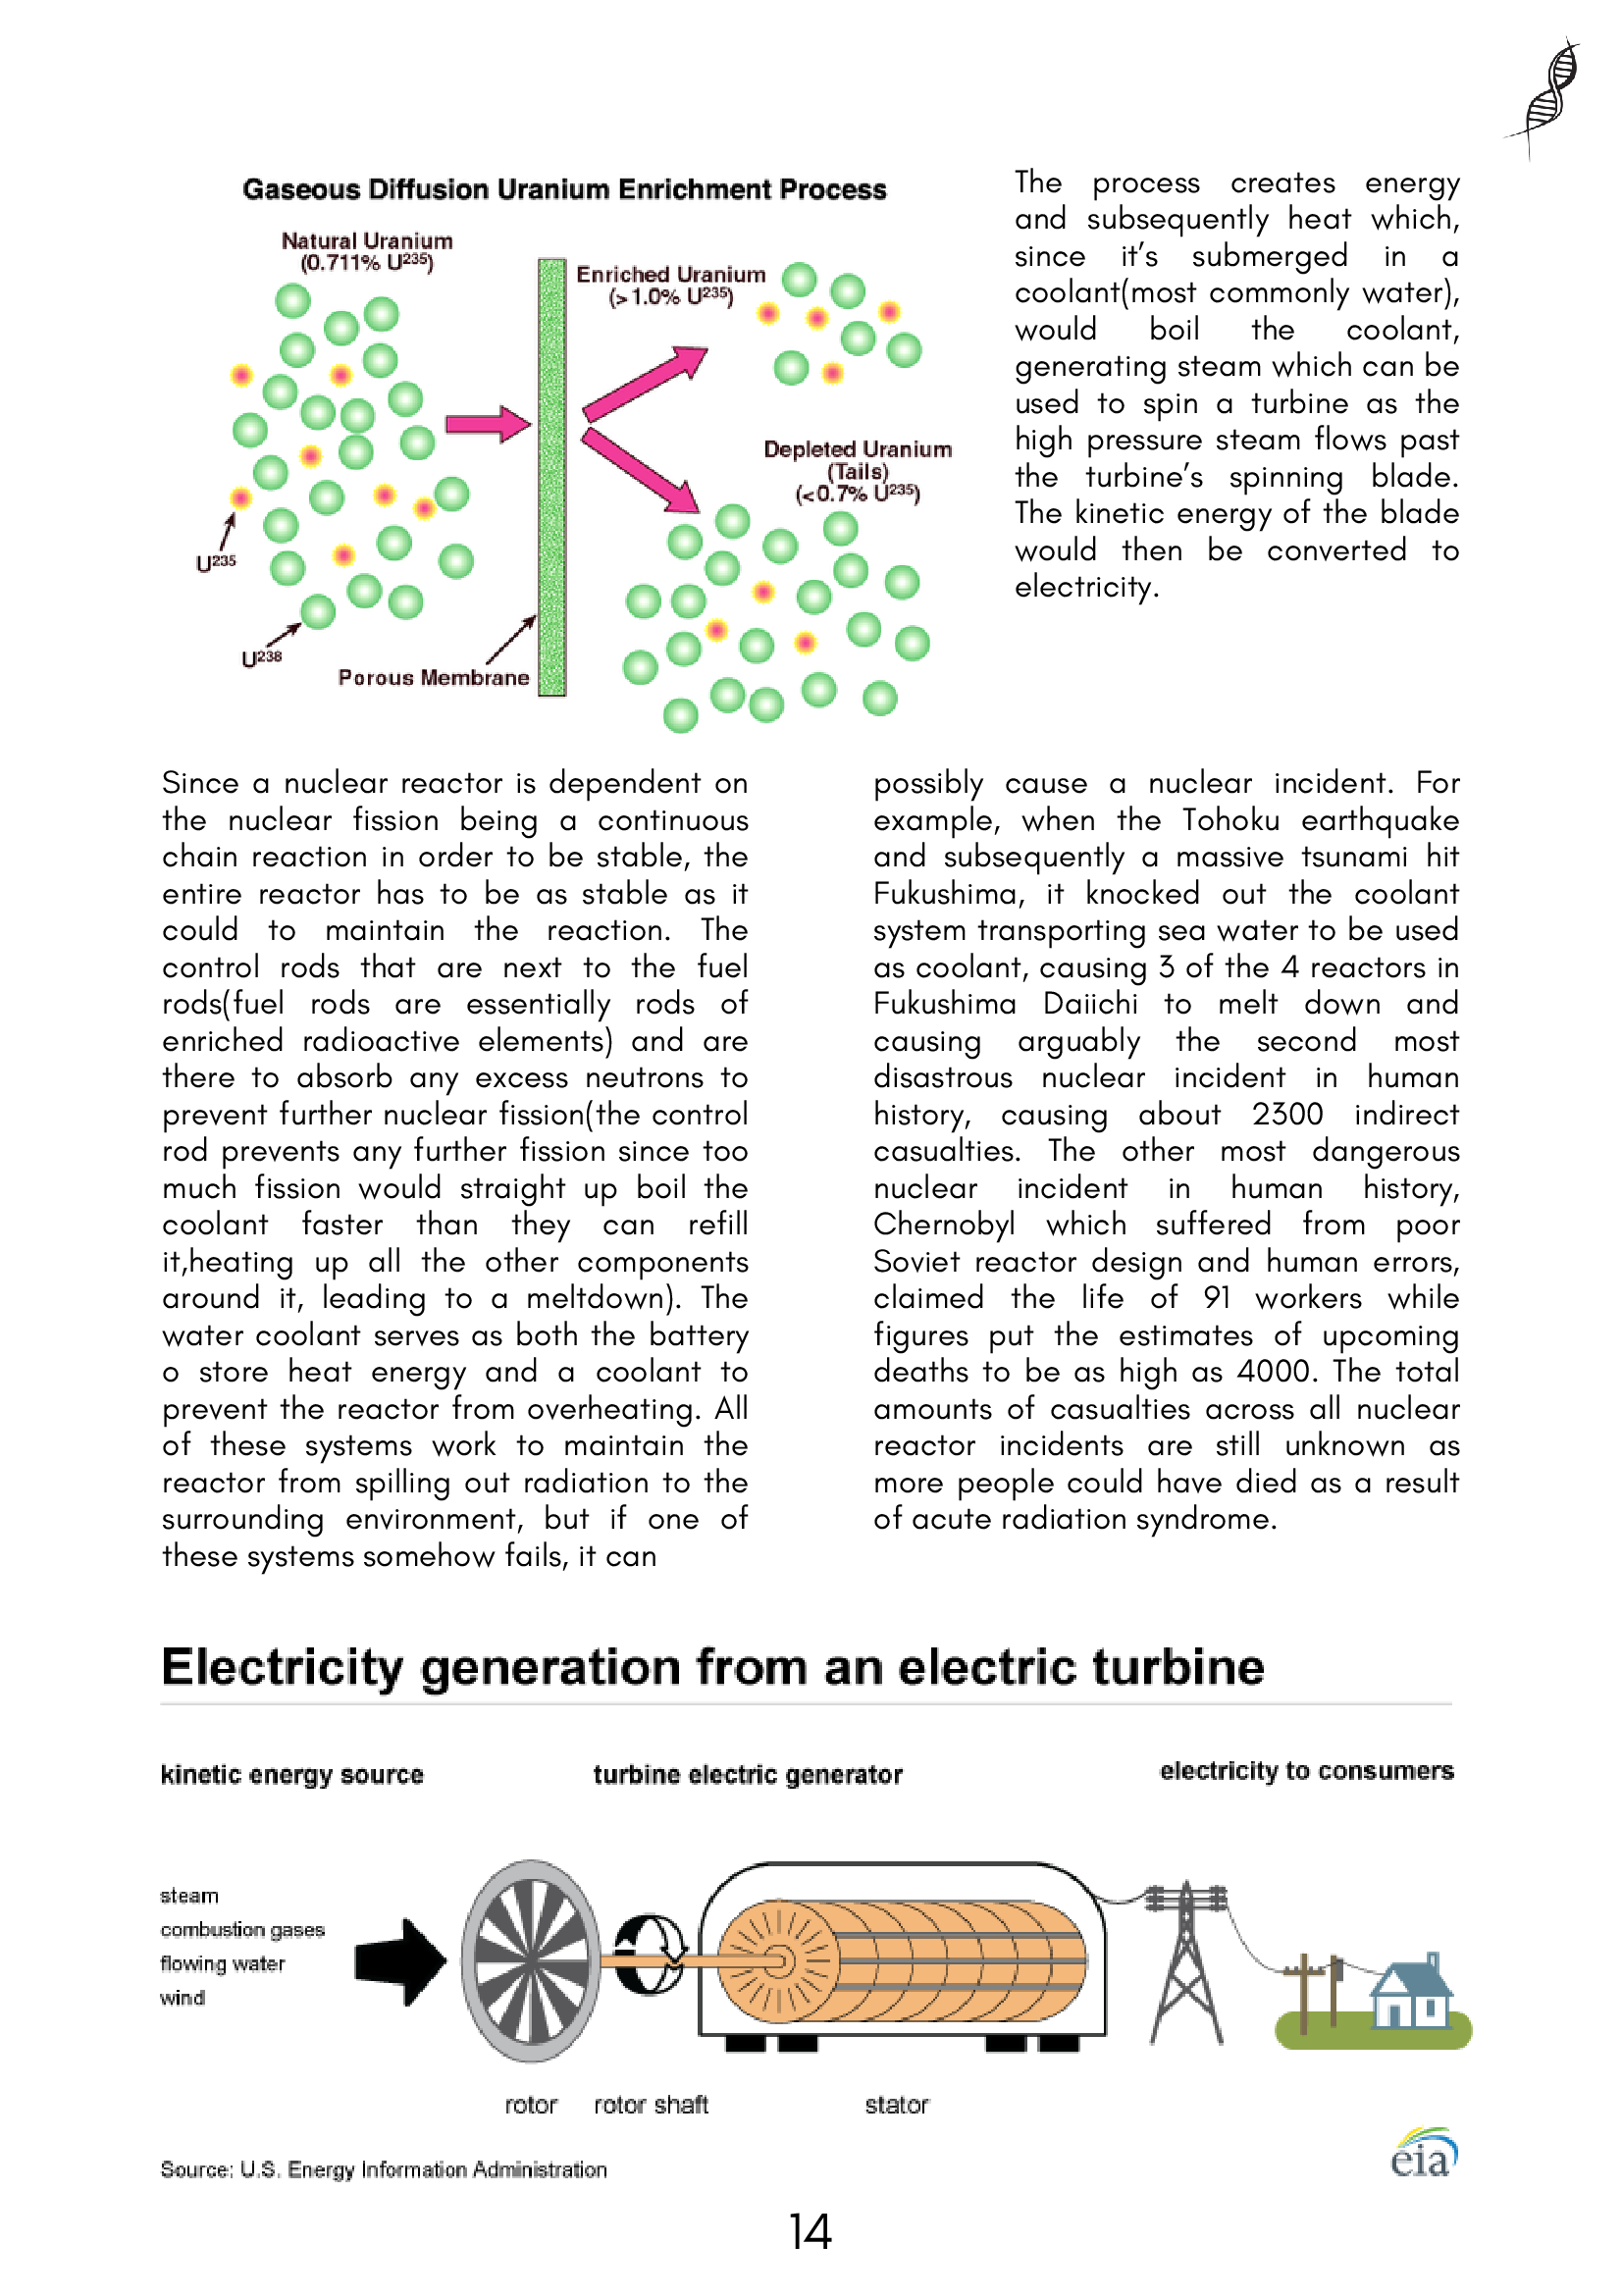 Gaseous Diffusion Uranium Enrichment Process
Natural Uranium
(0.711% U235)
Enriched Uranium
(>1.0% U235)
Depleted Uranium
(Tails)
(<0.7% U235)
U235
U238
Porous Membrane
The process creates energy
and subsequently heat which,
since it's submerged in a
coolant(most commonly water),
would boil the coolant,
generating steam which can be
used to spin a turbine as the
high pressure steam flows past
the turbine's spinning blade.
The kinetic energy of the blade
would then be converted to
electricity.
Since a nuclear reactor is dependent on
the nuclear fission being a continuous
chain reaction in order to be stable, the
entire reactor has to be as stable as it
could to maintain the reaction. The
control rods that are next to the fuel
rods(fuel rods are essentially rods of
enriched radioactive elements) and are
there to absorb any excess neutrons to
prevent further nuclear fission(the control
rod prevents any further fission since too
much fission would straight up boil the
coolant faster than they can refill
it,heating up all the other components
around it, leading to a meltdown). The
water coolant serves as both the battery
o store heat energy and a coolant to
prevent the reactor from overheating. All
of these systems work to maintain the
reactor from spilling out radiation to the
surrounding environment, but if one of
these systems somehow fails, it can
possibly cause a nuclear incident. For
example, when the Tohoku earthquake
and subsequently a massive tsunami hit
Fukushima, it knocked out the coolant
system transporting sea water to be used
as coolant, causing 3 of the 4 reactors in
Fukushima Daiichi to melt down and
causing arguably the second most
disastrous nuclear incident in human
history, causing about 2300 indirect
casualties. The other most dangerous
nuclear incident in human history,
Chernobyl which suffered from poor
Soviet reactor design and human errors,
claimed the life of 91 workers while
figures put the estimates of upcoming
deaths to be as high as 4000. The total
amounts of casualties across all nuclear
reactor incidents are still unknown as
more people could have died as a result
of acute radiation syndrome.
Electricity generation from an electric turbine
kinetic energy source
turbine electric generator
electricity to consumers
steam
combustion gases
flowing water
wind
rotor
rotor shaft
stator
Source: U.S. Energy Information Administration
eia
14